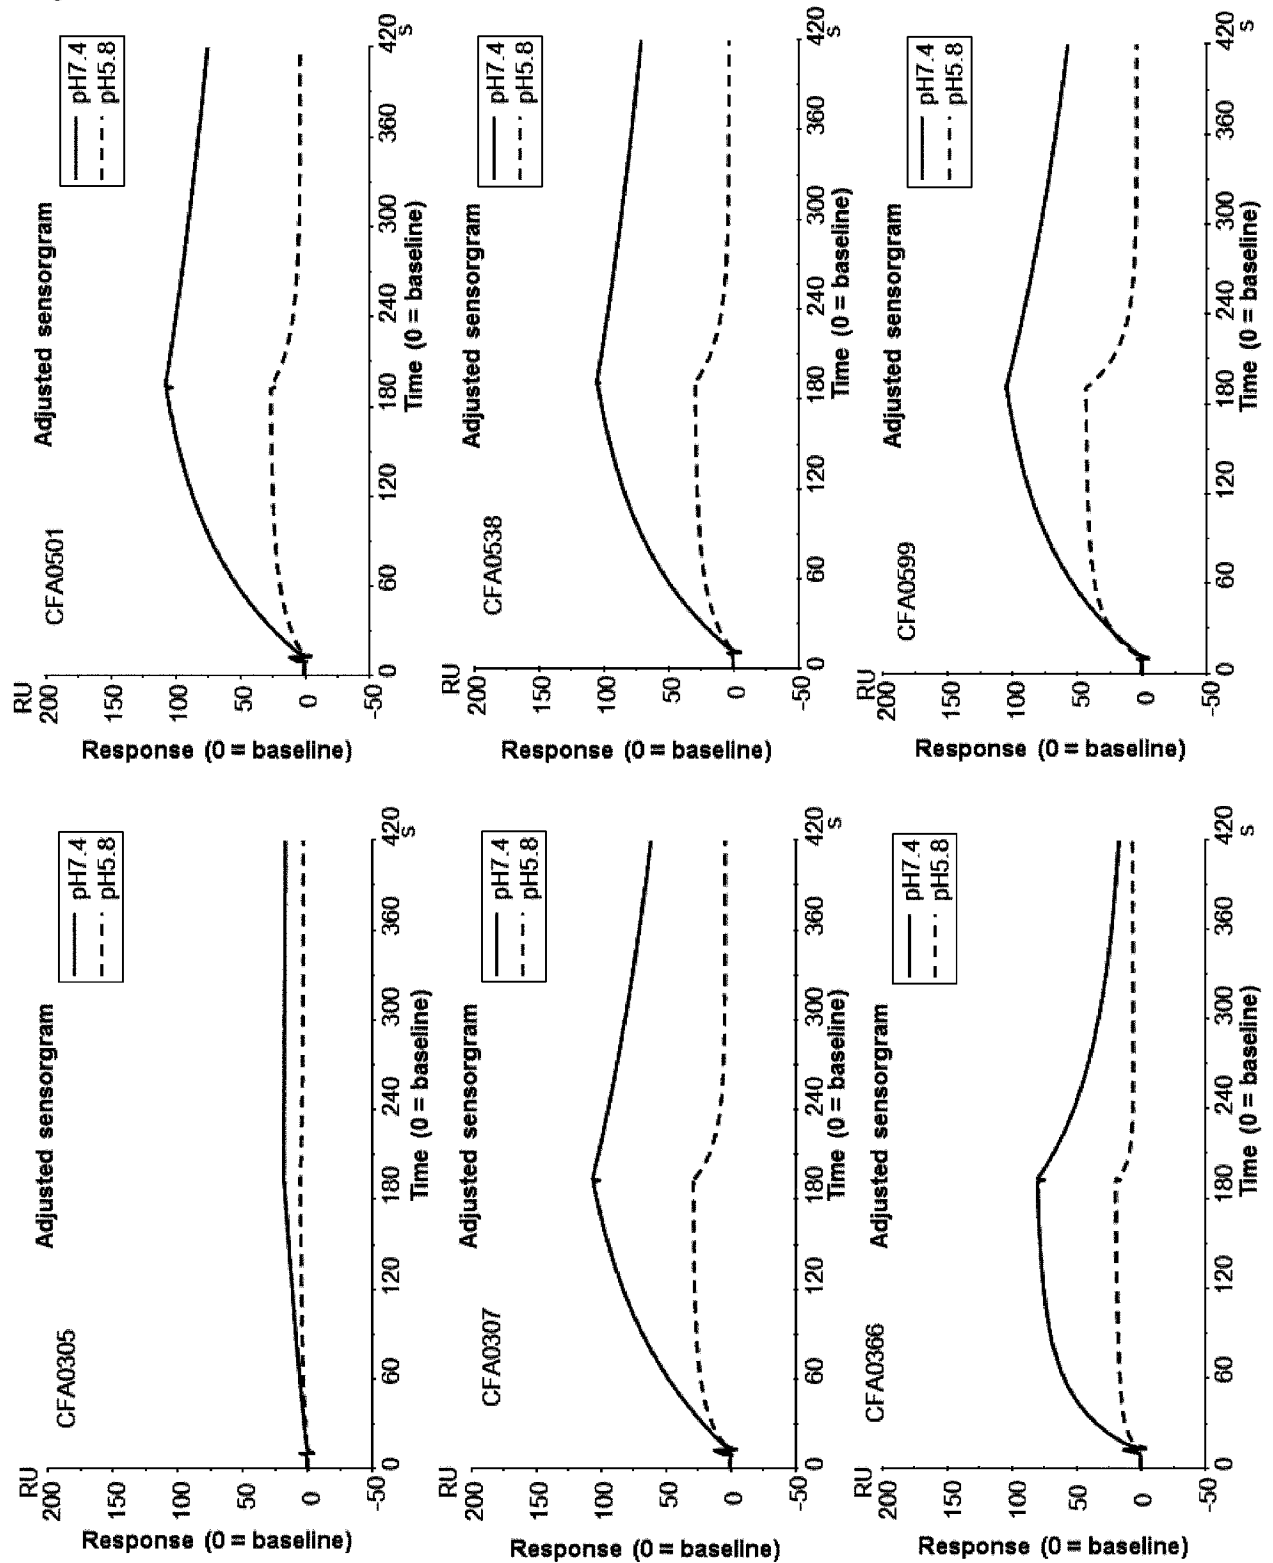 CFA0305
Adjusted sensorgram
pH7.4
pH5.8
RU
200
150
100
50
0
-50
Response (0 = baseline)
0 60 120 180 240 300 360 420
s
Time (0 = baseline)
CFA0501
Adjusted sensorgram
pH7.4
pH5.8
RU
200
150
100
50
0
-50
Response (0 = baseline)
0 60 120 180 240 300 360 420
s
Time (0 = baseline)
CFA0307
Adjusted sensorgram
pH7.4
pH5.8
RU
200
150
100
50
0
-50
Response (0 = baseline)
0 60 120 180 240 300 360 420
s
Time (0 = baseline)
CFA0538
Adjusted sensorgram
pH7.4
pH5.8
RU
200
150
100
50
0
-50
Response (0 = baseline)
0 60 120 180 240 300 360 420
s
Time (0 = baseline)
CFA0366
Adjusted sensorgram
pH7.4
pH5.8
RU
200
150
100
50
0
-50
Response (0 = baseline)
0 60 120 180 240 300 360 420
s
Time (0 = baseline)
CFA0599
Adjusted sensorgram
pH7.4
pH5.8
RU
200
150
100
50
0
-50
Response (0 = baseline)
0 60 120 180 240 300 360 420
s
Time (0 = baseline)